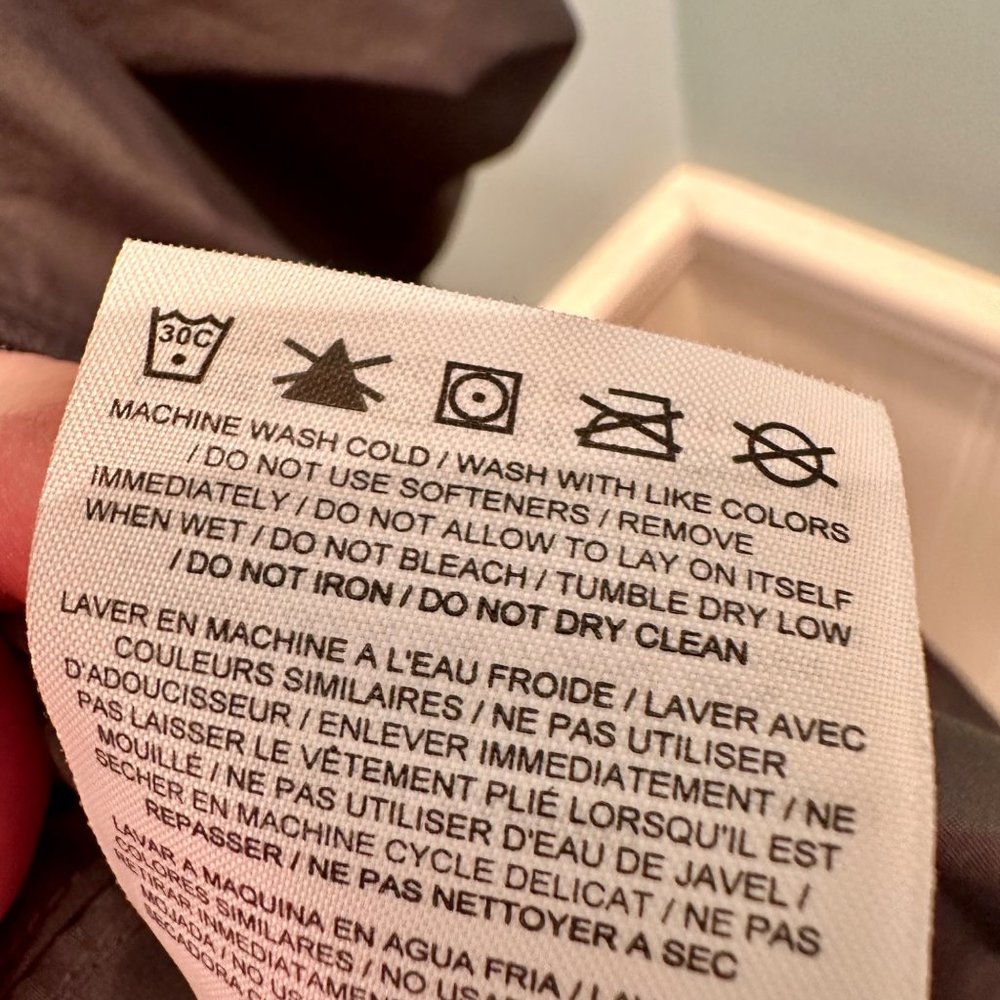 30C
MACHINE WASH COLD / WASH WITH LIKE COLORS
/ DO NOT USE SOFTENERS / REMOVE
IMMEDIATELY / DO NOT ALLOW TO LAY ON ITSELF
WHEN WET / DO NOT BLEACH / TUMBLE DRY LOW
/ DO NOT IRON / DO NOT DRY CLEAN
LAVER EN MACHINE A L'EAU FROIDE / LAVER AVEC
COULEURS SIMILAIRES / NE PAS UTILISER
D'ADOUCISSEUR / ENLEVER IMMEDIATEMENT / NE
PAS LAISSER LE VÊTEMENT PLIÉ LORSQU'IL EST
MOUILLÉ / NE PAS UTILISER D'EAU DE JAVEL /
SECHER EN MACHINE CYCLE DELICAT / NE PAS
REPASSER / NE PAS NETTOYER A SEC
LAVAR A MAQUINA EN AGUA FRIA /
COLORES SIMILARES / NO
RETIRAR
MOJADA / NO
SECADORA